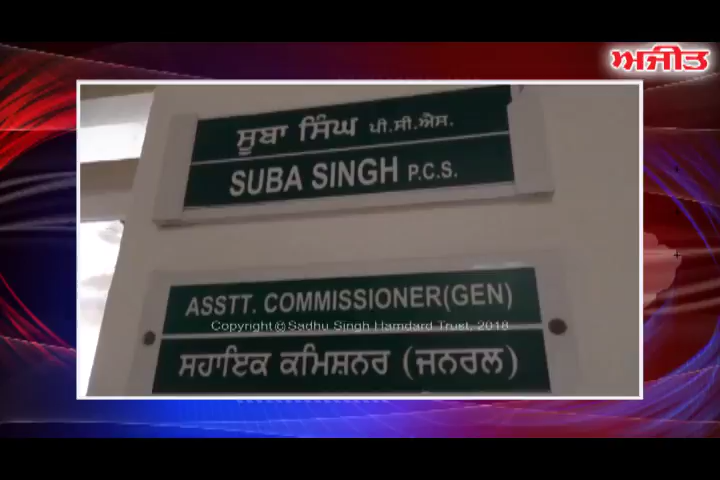 ਅਜੀਤ
ਸੂਬਾ ਸਿੰਘ ਪੀ.ਸੀ.ਐਸ.
SUBA SINGH P.C.S.
ASSTT. COMMISSIONER(GEN)
Copyright © Sadhu Singh Hamdard Trust, 2018
ਸਹਾਇਕ ਕਮਿਸ਼ਨਰ (ਜਨਰਲ)